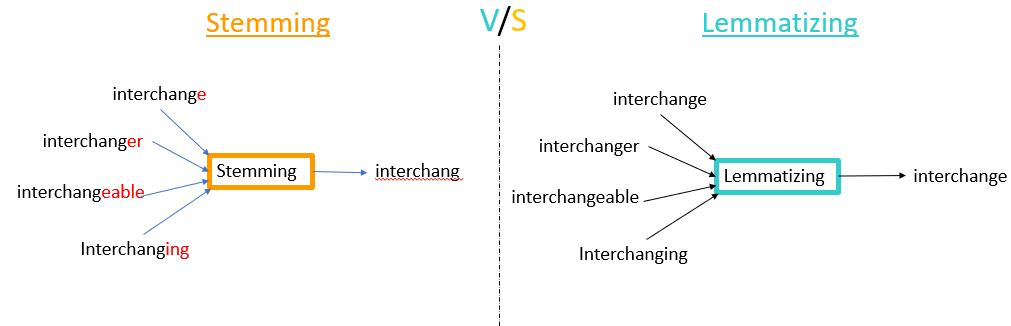 Stemming
V/S
Lemmatizing
interchange
interchanger
interchangeable
Interchanging
Stemming
interchang
interchange
interchanger
interchangeable
Interchanging
Lemmatizing
interchange